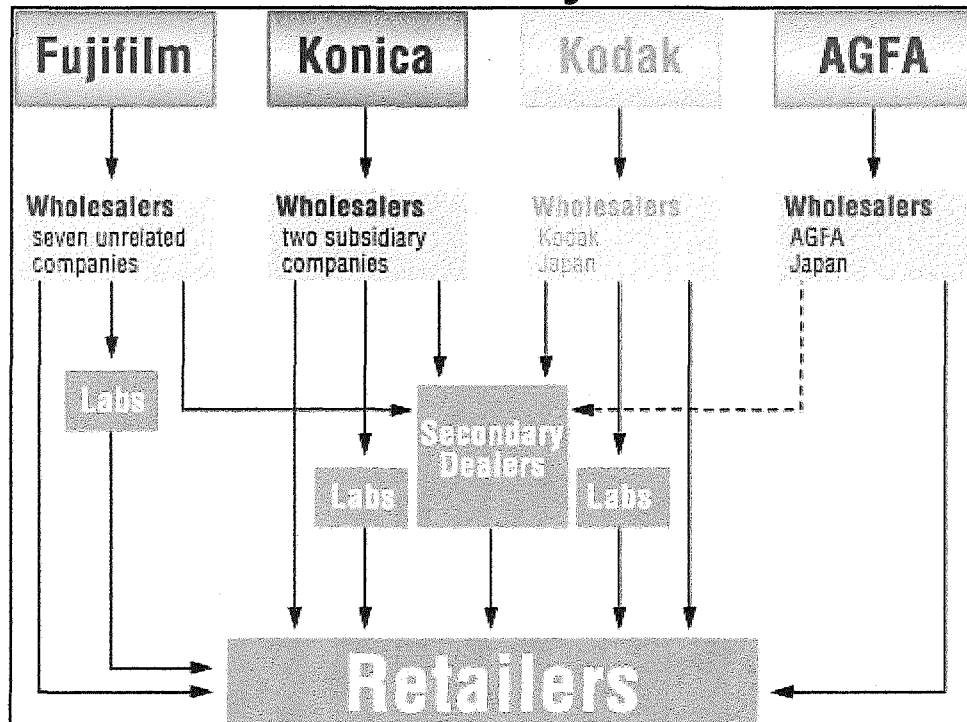 Fujifilm
Konica
Kodak
AGFA
Wholesalers
seven unrelated
companies
Wholesalers
two subsidiary
companies
Wholesalers
Kodak
Japan
Wholesalers
AGFA
Japan
Labs
Secondary
Dealers
Labs
Labs
Retailers